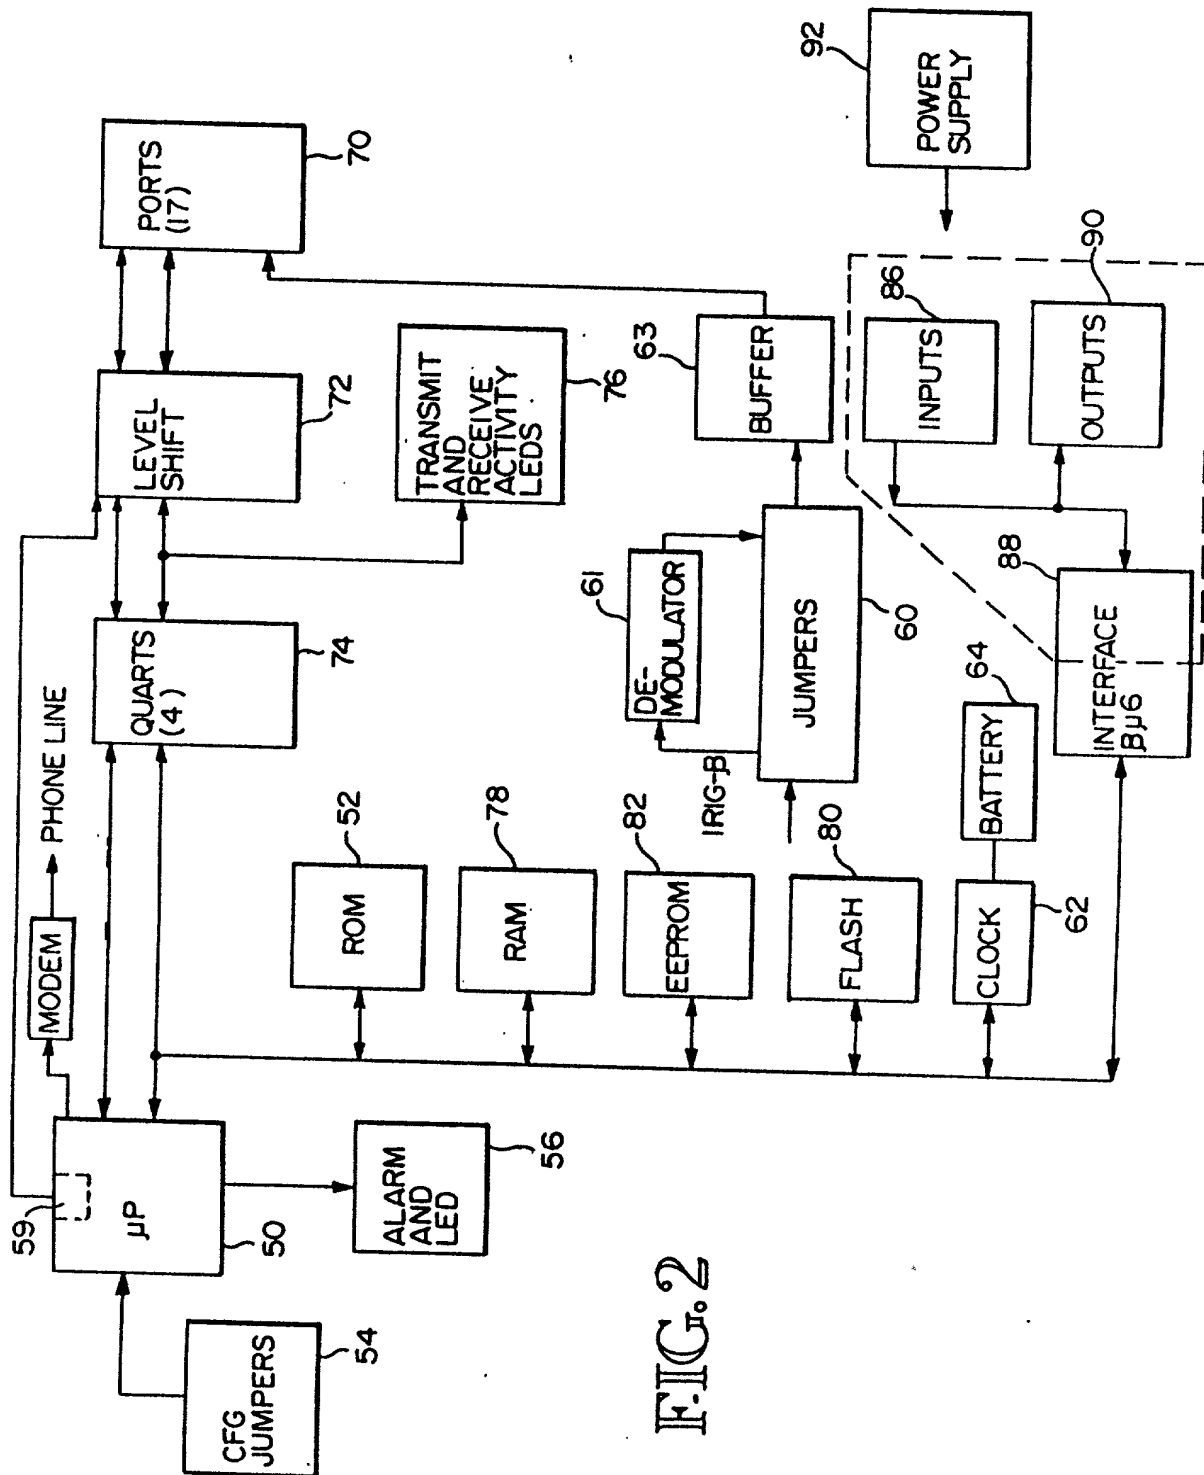 PORTS
(17)
70
LEVEL
SHIFT
72
QUARTS
(4)
74
TRANSMIT
AND
RECEIVE
ACTIVITY
LEDS
76
MODEM
PHONE LINE
59
µP
50
CFG
JUMPERS
54
ALARM
AND
LED
56
ROM
52
RAM
78
EEPROM
82
FLASH
80
CLOCK
62
BATTERY
64
IRIG-B
DE-
MODULATOR
61
JUMPERS
60
BUFFER
63
INTERFACE
Bµ6
88
INPUTS
86
OUTPUTS
90
POWER
SUPPLY
92
FIG.2